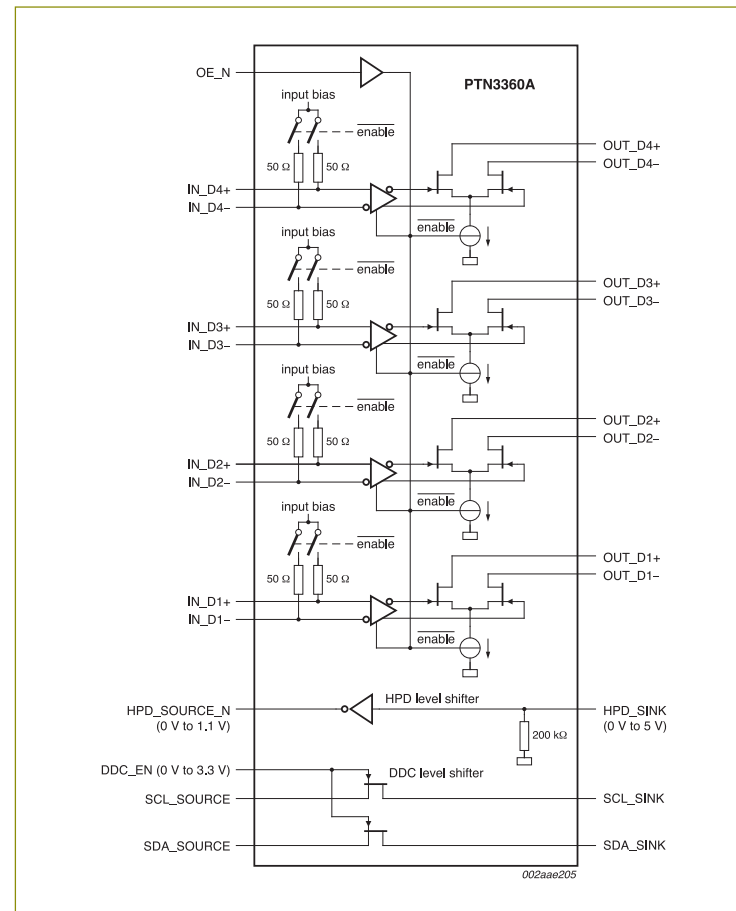 OE_N
PTN3360A
input bias
enable
50 Ω 50 Ω
OUT_D4+
OUT_D4−
IN_D4+
IN_D4−
enable
input bias
enable
50 Ω 50 Ω
OUT_D3+
OUT_D3−
IN_D3+
IN_D3−
enable
input bias
enable
50 Ω 50 Ω
OUT_D2+
OUT_D2−
IN_D2+
IN_D2−
enable
input bias
enable
50 Ω 50 Ω
OUT_D1+
OUT_D1−
IN_D1+
IN_D1−
enable
HPD level shifter
HPD_SOURCE_N
(0 V to 1.1 V)
HPD_SINK
(0 V to 5 V)
200 kΩ
DDC_EN (0 V to 3.3 V)
DDC level shifter
SCL_SOURCE
SCL_SINK
SDA_SOURCE
SDA_SINK
002aae205